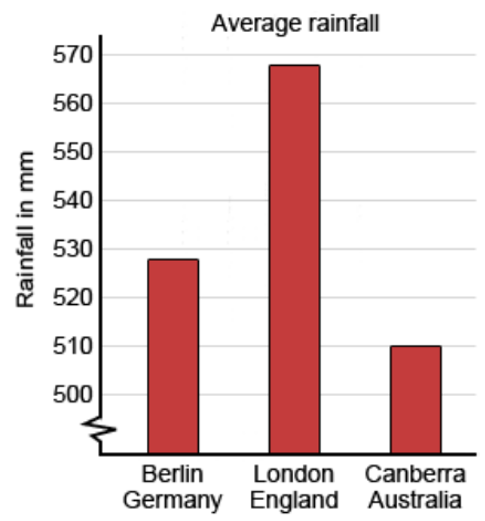 Average rainfall
570
560
550
540
530
520
510
500
Rainfall in mm
Berlin London Canberra
Germany England Australia